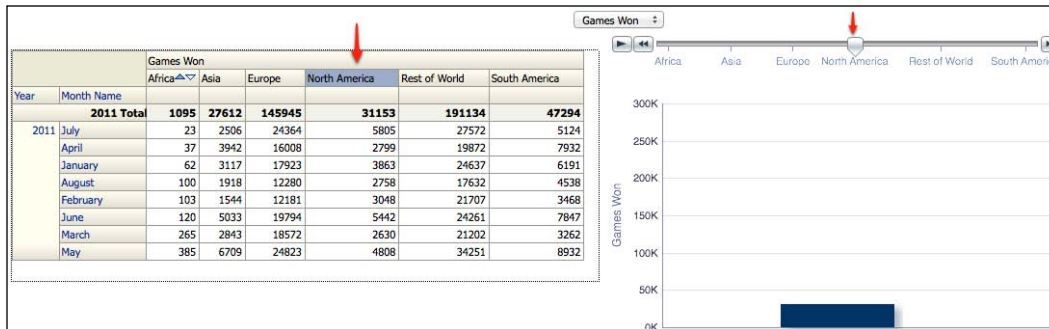 Games Won
Africa Asia Europe North America Rest of World South Ameri
Games Won
Africa Asia Europe North America Rest of World South America
Year Month Name
2011 Total 1095 27612 145945 31153 191134 47294
2011 July 23 2506 24364 5805 27572 5124
April 37 3942 16008 2799 19872 7932
January 62 3117 17923 3863 24637 6191
August 100 1918 12280 2758 17632 4538
February 103 1544 12181 3048 21707 3468
June 120 5033 19794 5442 24261 7847
March 265 2843 18572 2630 21202 3262
May 385 6709 24823 4808 34251 8932
Games Won
300K
250K
200K
150K
100K
50K
0K